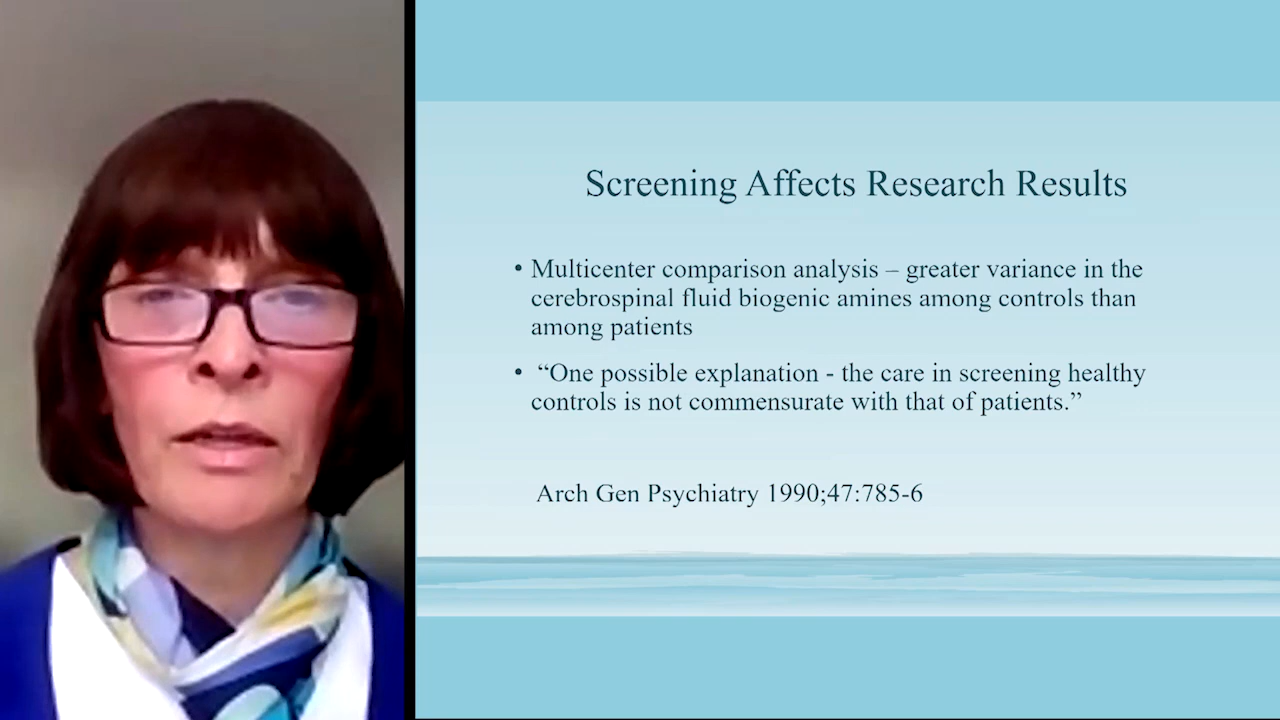 Screening Affects Research Results
• Multicenter comparison analysis – greater variance in the
cerebrospinal fluid biogenic amines among controls than
among patients
• “One possible explanation - the care in screening healthy
controls is not commensurate with that of patients.”
Arch Gen Psychiatry 1990;47:785-6